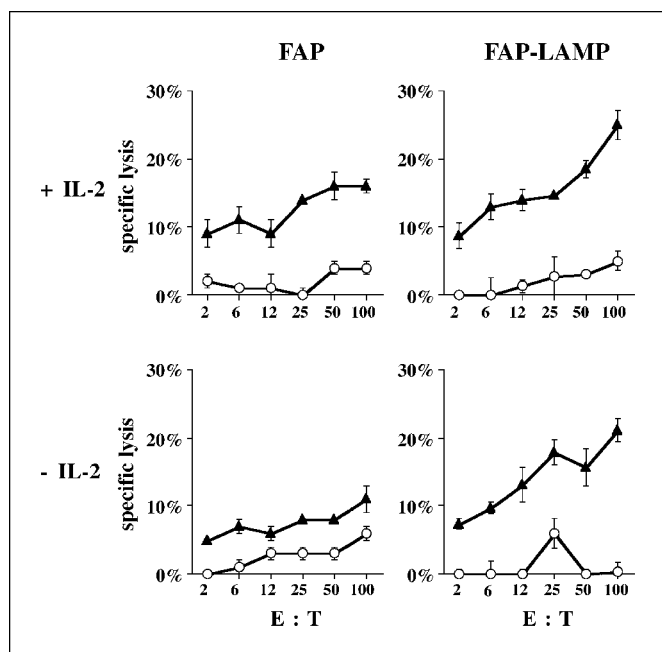 FAP FAP-LAMP
30% 30%
+ IL-2 specific lysis 20% 20%
10% 10%
0% 0%
2 6 12 25 50 100 2 6 12 25 50 100
30% 30%
- IL-2 specific lysis 20% 20%
10% 10%
0% 0%
2 6 12 25 50 100 2 6 12 25 50 100
E : T E : T